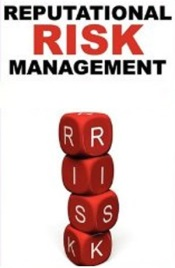 REPUTATIONAL
RISK
MANAGEMENT
R R
I I
S S
K K